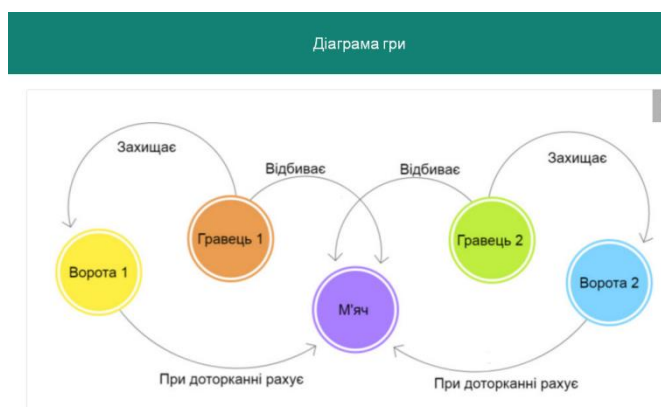 Діаграма гри
Захищає
Відбиває
Відбиває
Захищає
Гравець 1
Гравець 2
Ворота 1
Ворота 2
М'яч
При доторканні рахує
При доторканні рахує